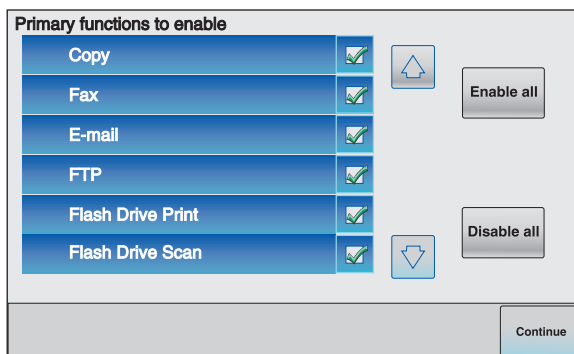 Primary functions to enable
Copy
Fax
Enable all
E-mail
FTP
Flash Drive Print
Disable all
Flash Drive Scan
Continue